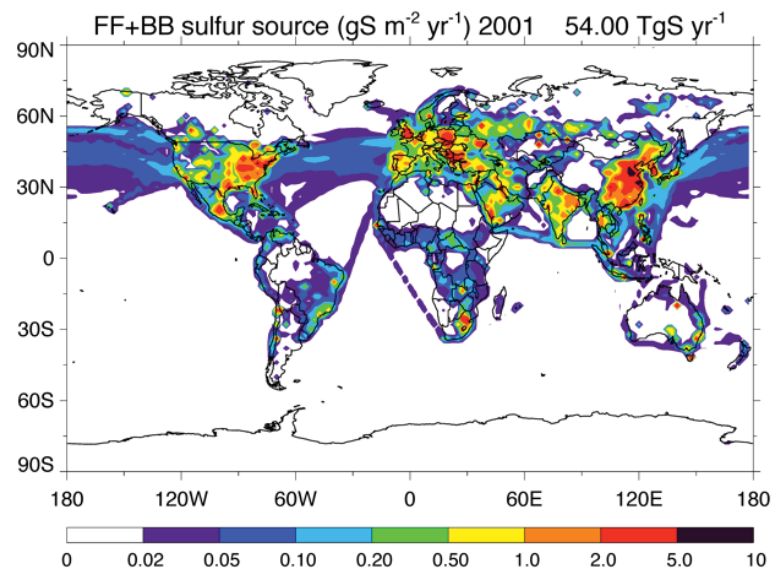 FF+BB sulfur source (gS m⁻² yr⁻¹) 2001 54.00 TgS yr⁻¹
90N
60N
30N
0
30S
60S
90S
180 120W 60W 0 60E 120E 180
0 0.02 0.05 0.10 0.20 0.50 1.0 2.0 5.0 10